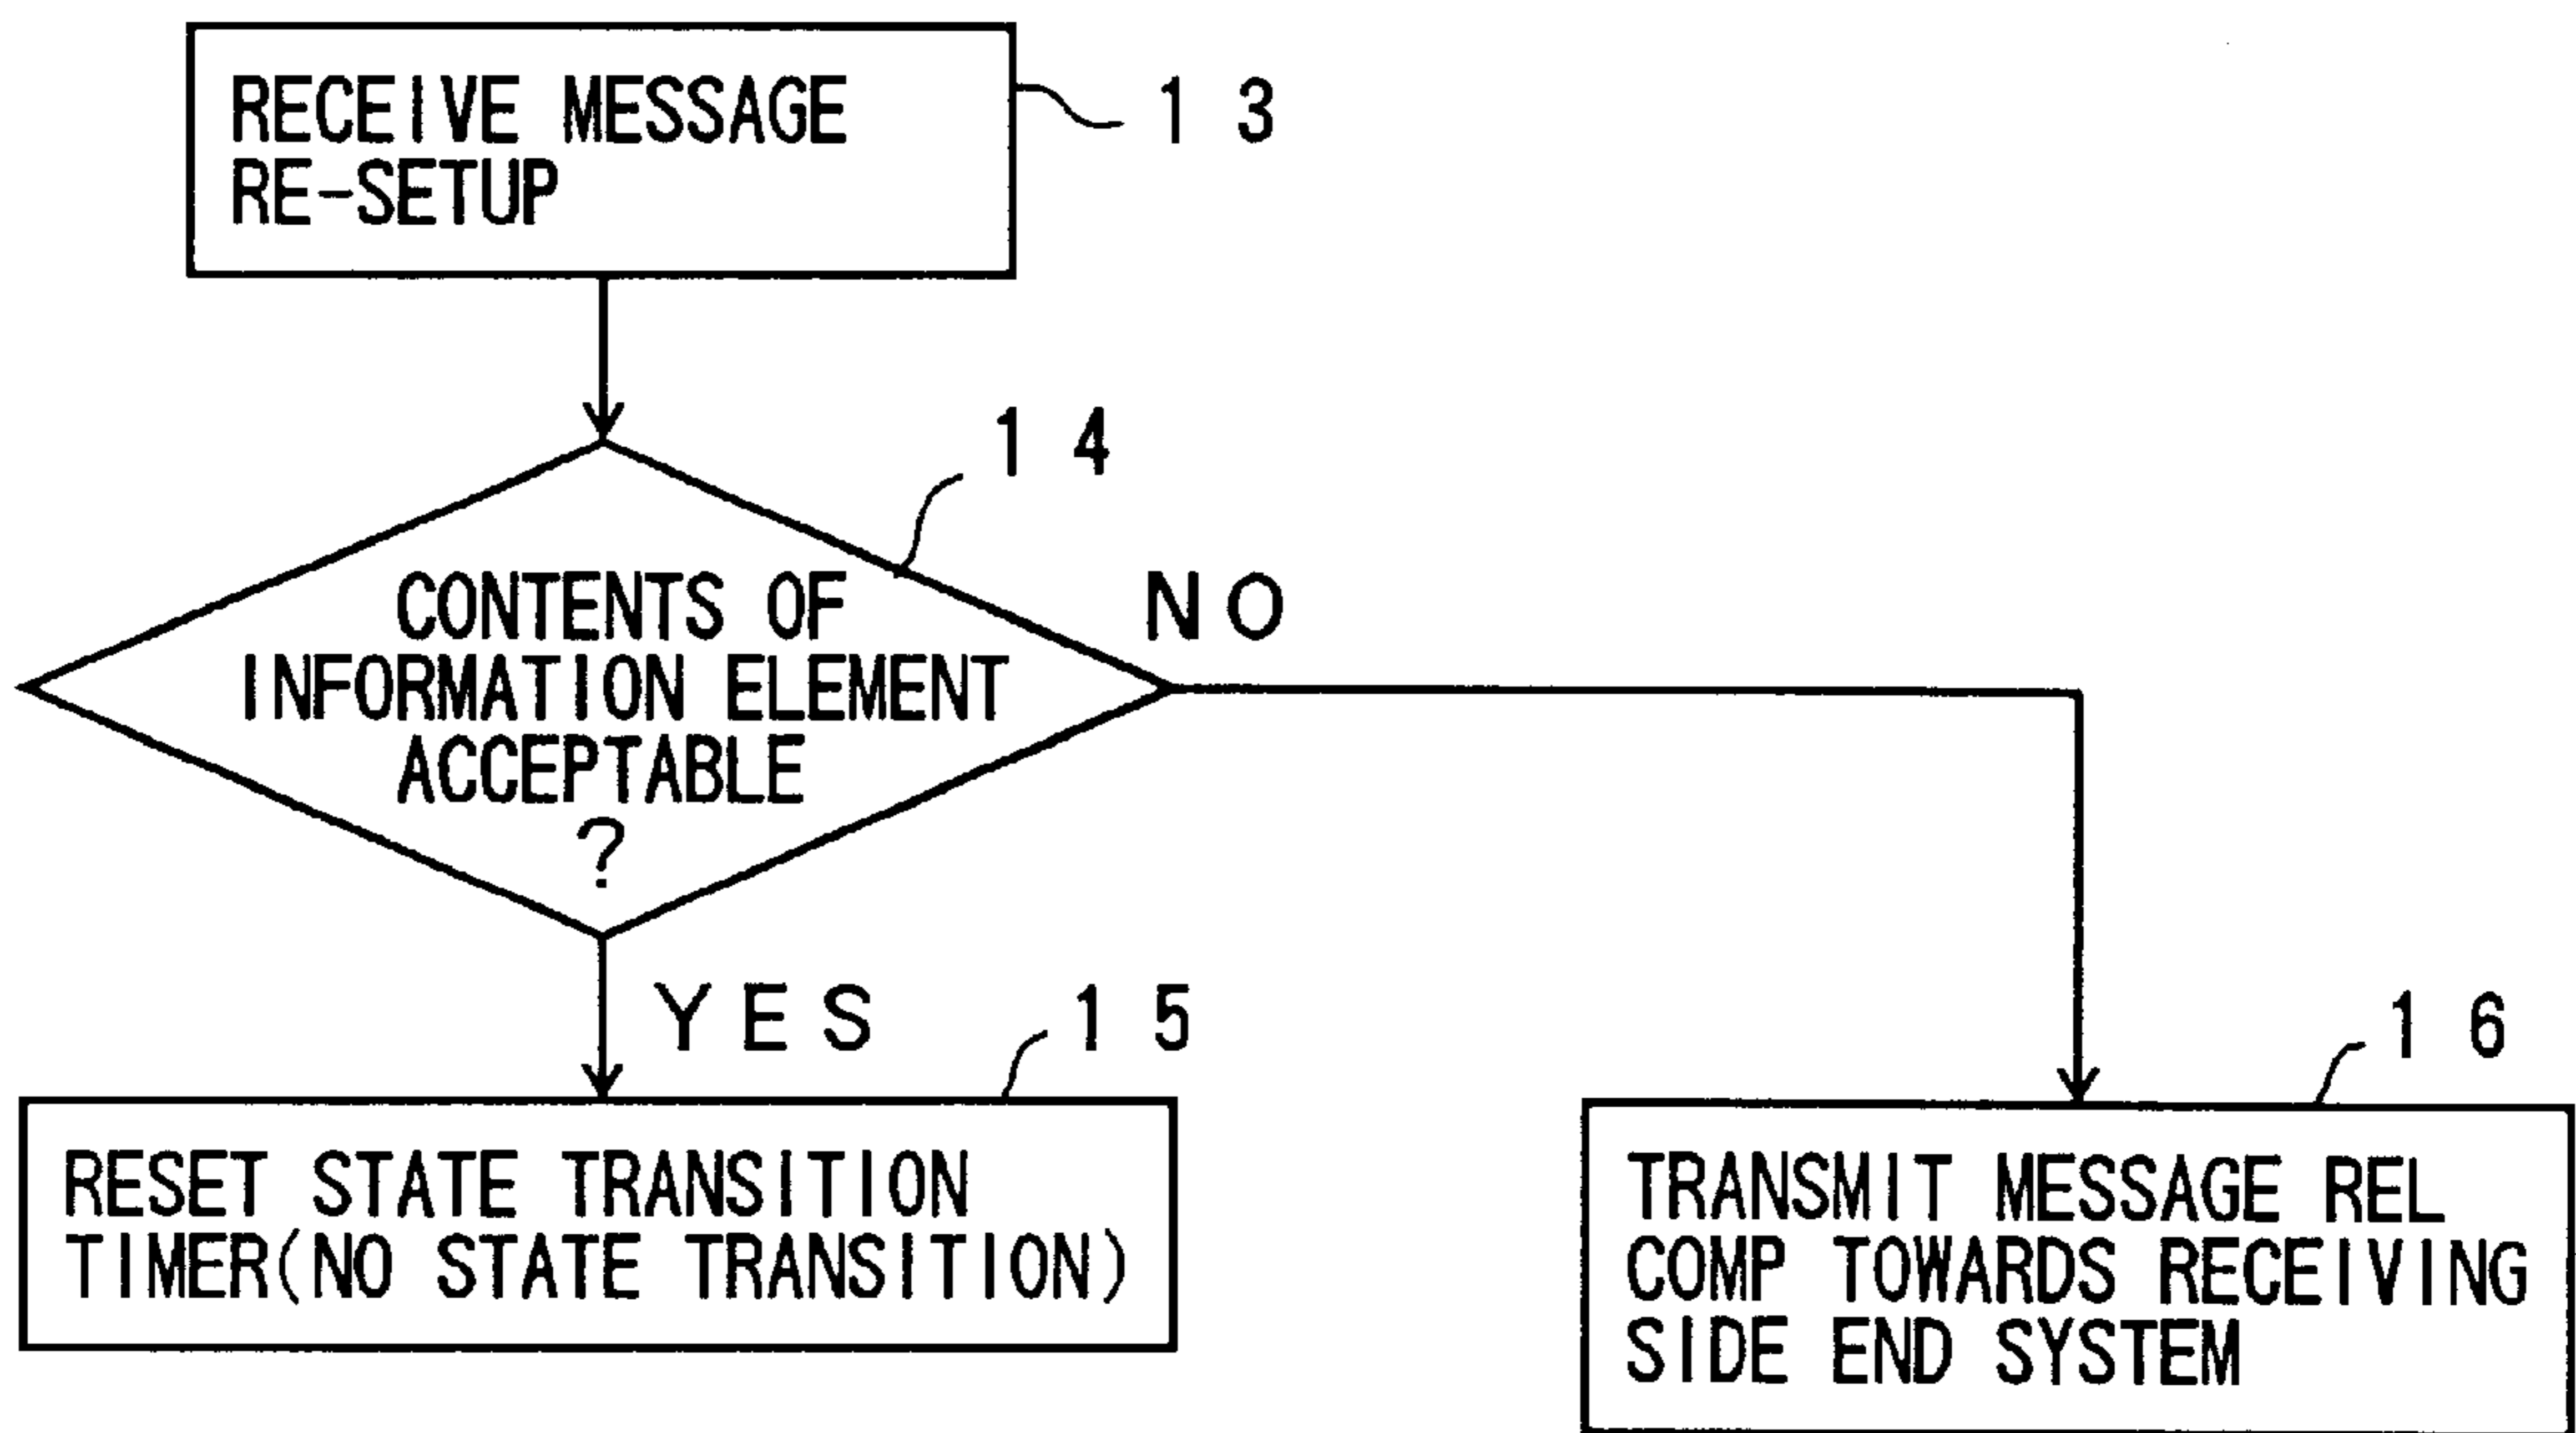 RECEIVE MESSAGE
RE-SETUP
13
14
CONTENTS OF
INFORMATION ELEMENT
ACCEPTABLE
?
NO
YES
15
RESET STATE TRANSITION
TIMER(NO STATE TRANSITION)
16
TRANSMIT MESSAGE REL
COMP TOWARDS RECEIVING
SIDE END SYSTEM